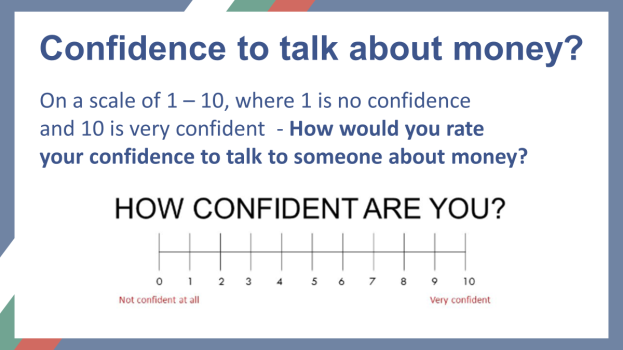 Confidence to talk about money?
On a scale of 1 – 10, where 1 is no confidence
and 10 is very confident  - How would you rate
your confidence to talk to someone about money?
HOW CONFIDENT ARE YOU?
0 1 2 3 4 5 6 7 8 9 10
Not confident at all Very confident